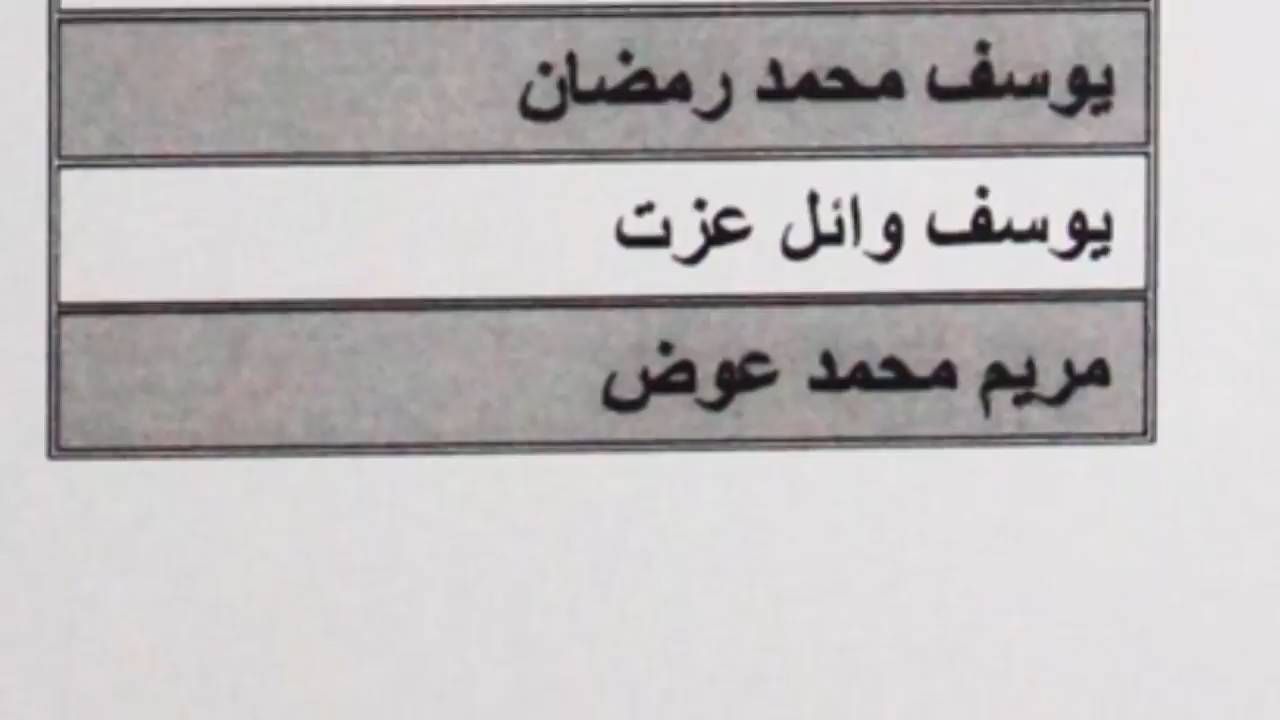 يوسف محمد رمضان
يوسف وائل عزت
مريم محمد عوض